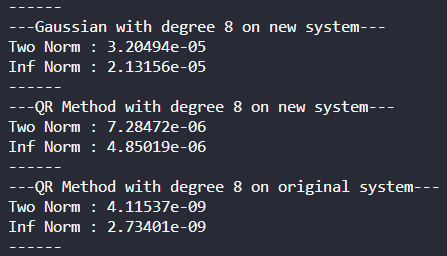 ------
---Gaussian with degree 8 on new system---
Two Norm : 3.20494e-05
Inf Norm : 2.13156e-05
------
---QR Method with degree 8 on new system---
Two Norm : 7.28472e-06
Inf Norm : 4.85019e-06
------
---QR Method with degree 8 on original system---
Two Norm : 4.11537e-09
Inf Norm : 2.73401e-09
------